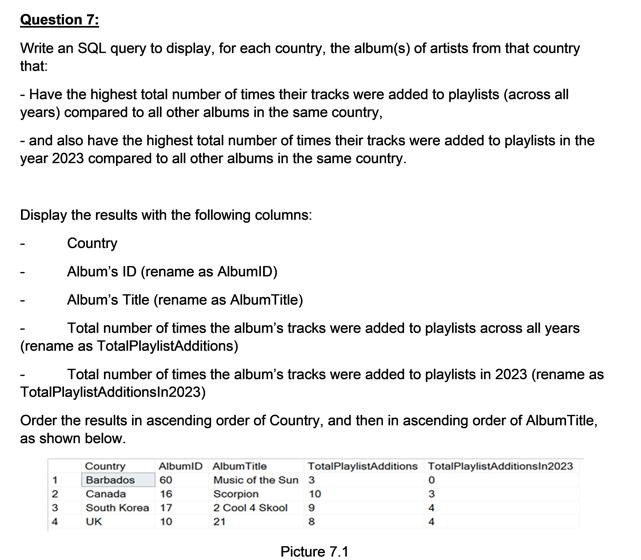 Question 7:
Write an SQL query to display, for each country, the album(s) of artists from that country
that:
- Have the highest total number of times their tracks were added to playlists (across all
years) compared to all other albums in the same country,
- and also have the highest total number of times their tracks were added to playlists in the
year 2023 compared to all other albums in the same country.
Display the results with the following columns:
- Country
- Album's ID (rename as AlbumID)
- Album's Title (rename as AlbumTitle)
- Total number of times the album's tracks were added to playlists across all years
(rename as TotalPlaylistAdditions)
- Total number of times the album's tracks were added to playlists in 2023 (rename as
TotalPlaylistAdditionsIn2023)
Order the results in ascending order of Country, and then in ascending order of AlbumTitle,
as shown below.
Country AlbumID AlbumTitle TotalPlaylistAdditions TotalPlaylistAdditionsIn2023
1 Barbados 60 Music of the Sun 3 0
2 Canada 16 Scorpion 10 3
3 South Korea 17 2 Cool 4 Skool 9 4
4 UK 10 21 8 4
Picture 7.1